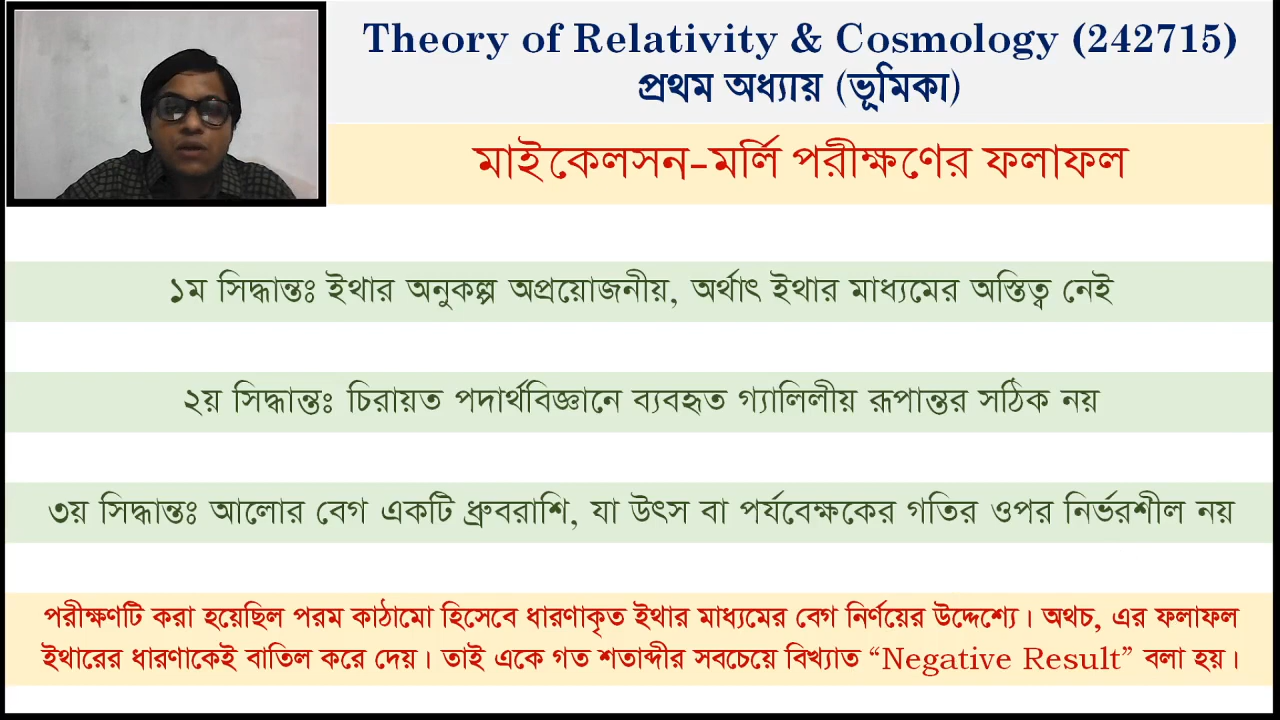 Theory of Relativity & Cosmology (242715)
প্রথম অধ্যায় (ভূমিকা)
মাইকেলসন-মর্লি পরীক্ষণের ফলাফল
১ম সিদ্ধান্তঃ ইথার অনুকল্প অপ্রয়োজনীয়, অর্থাৎ ইথার মাধ্যমের অস্তিত্ব নেই
২য় সিদ্ধান্তঃ চিরায়ত পদার্থবিজ্ঞানে ব্যবহৃত গ্যালিলীয় রূপান্তর সঠিক নয়
৩য় সিদ্ধান্তঃ আলোর বেগ একটি ধ্রুবরাশি, যা উৎস বা পর্যবেক্ষকের গতির ওপর নির্ভরশীল নয়
পরীক্ষণটি করা হয়েছিল পরম কাঠামো হিসেবে ধারণাকৃত ইথার মাধ্যমের বেগ নির্ণয়ের উদ্দেশ্যে। অথচ, এর ফলাফল
ইথারের ধারণাকেই বাতিল করে দেয়। তাই একে গত শতাব্দীর সবচেয়ে বিখ্যাত “Negative Result” বলা হয়।